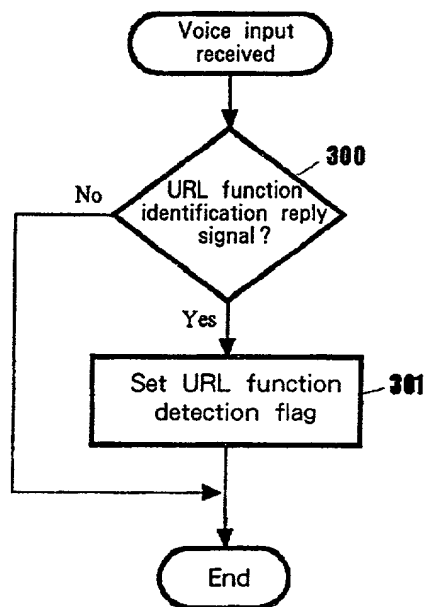 Voice input
received
300
URL function
identification reply
signal?
No
Yes
Set URL function
detection flag
301
End